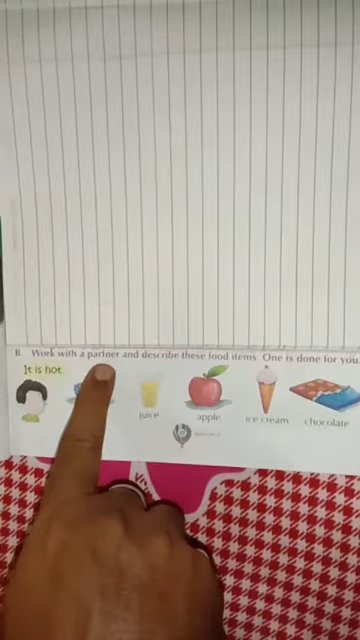 B Work with a partner and describe these food items. One is done for you.
It is hot.
juice apple ice cream chocolate